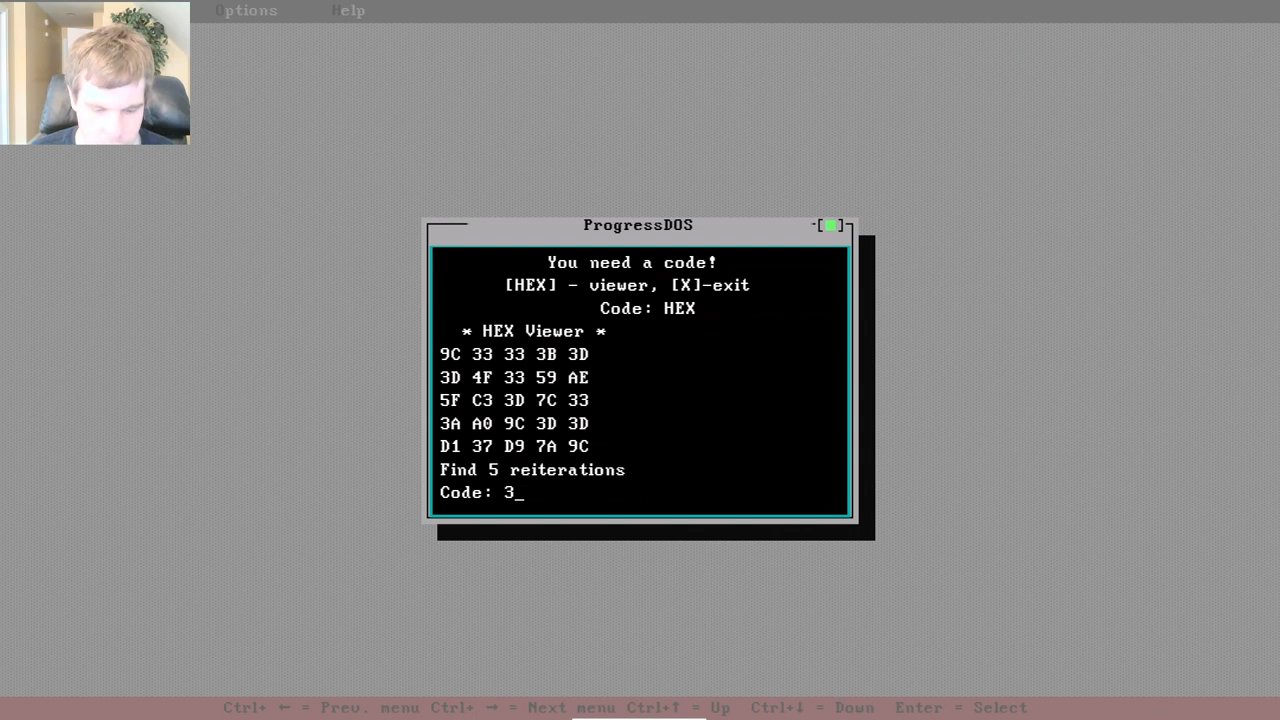 Options Help
ProgressDOS
You need a code!
[HEX] - viewer, [X]-exit
Code: HEX
* HEX Viewer *
9C 33 33 3B 3D
3D 4F 33 59 AE
5F C3 3D 7C 33
3A A0 9C 3D 3D
D1 37 D9 7A 9C
Find 5 reiterations
Code: 3_
Ctrl+ ← = Prev. menu Ctrl+ → = Next menu Ctrl+↑ = Up Ctrl+↓ = Down Enter = Select